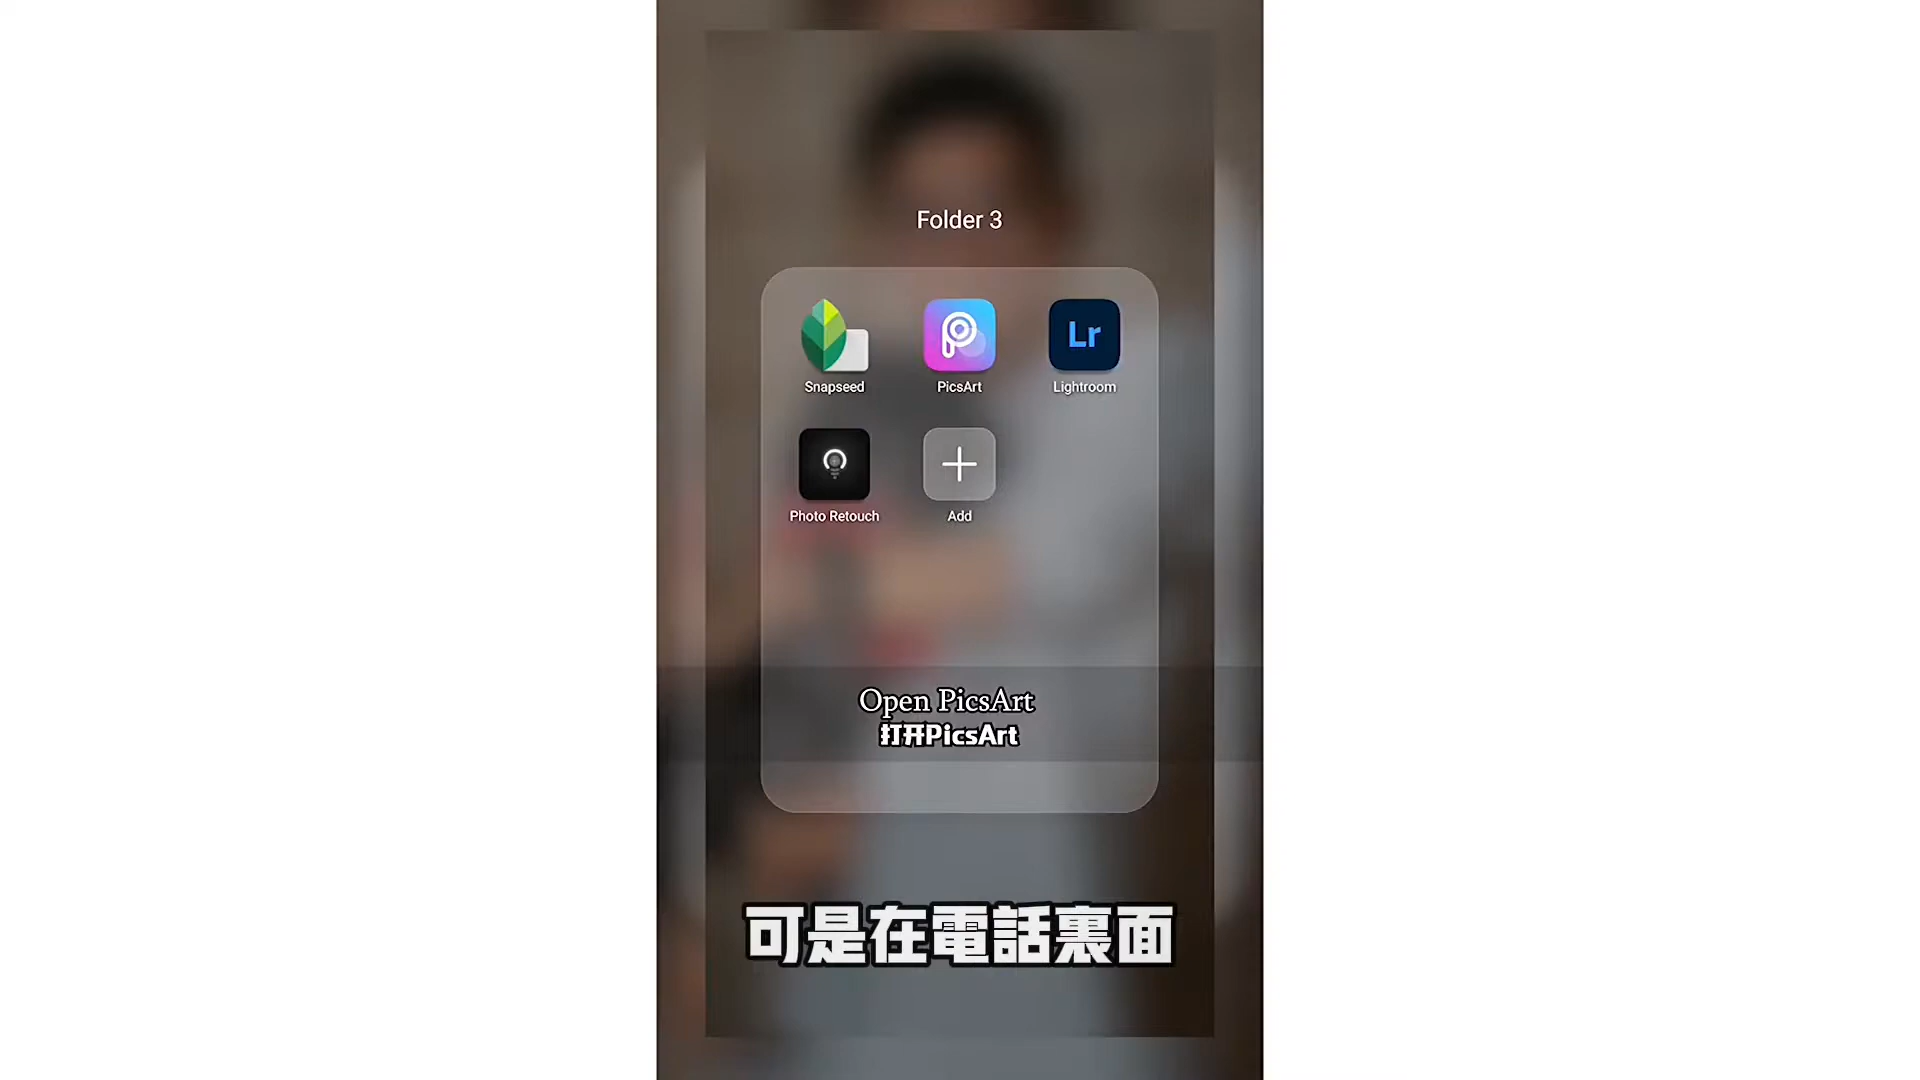 Folder 3
Snapseed
PicsArt
Lr
Lightroom
Photo Retouch
Add
Open PicsArt
打开PicsArt
可是在電話裏面